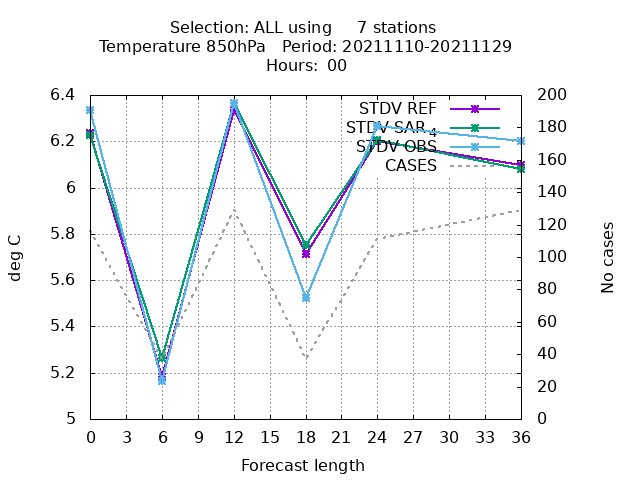 Selection: ALL using     7 stations
Temperature 850hPa   Period: 20211110-20211129
Hours: 00
6.4
6.2
6
5.8
5.6
5.4
5.2
5
deg C
200
180
160
140
120
100
80
60
40
20
0
No cases
STDV REF
STDV SAR_4
STDV OBS
CASES
0 3 6 9 12 15 18 21 24 27 30 33 36
Forecast length